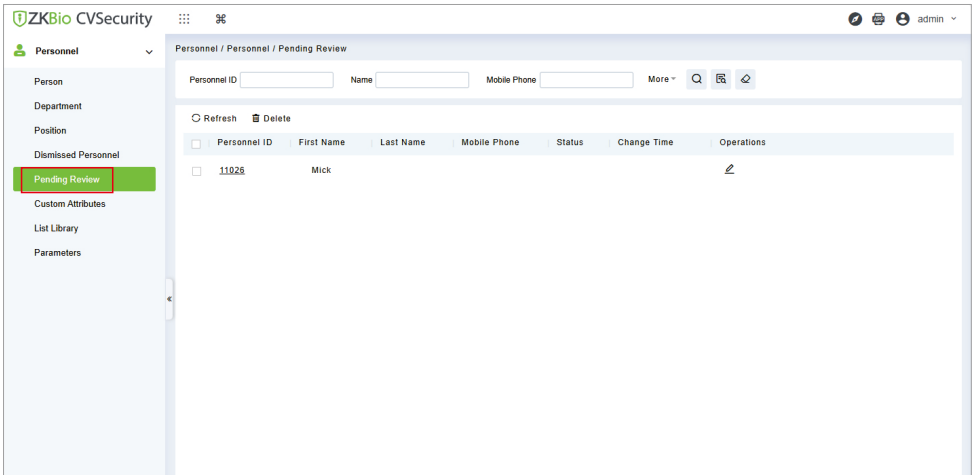 ZKBio CVSecurity admin
Personnel
Person
Department
Position
Dismissed Personnel
Pending Review
Custom Attributes
List Library
Parameters
Personnel / Personnel / Pending Review
Personnel ID Name Mobile Phone More
Refresh Delete
Personnel ID First Name Last Name Mobile Phone Status Change Time Operations
11026 Mick